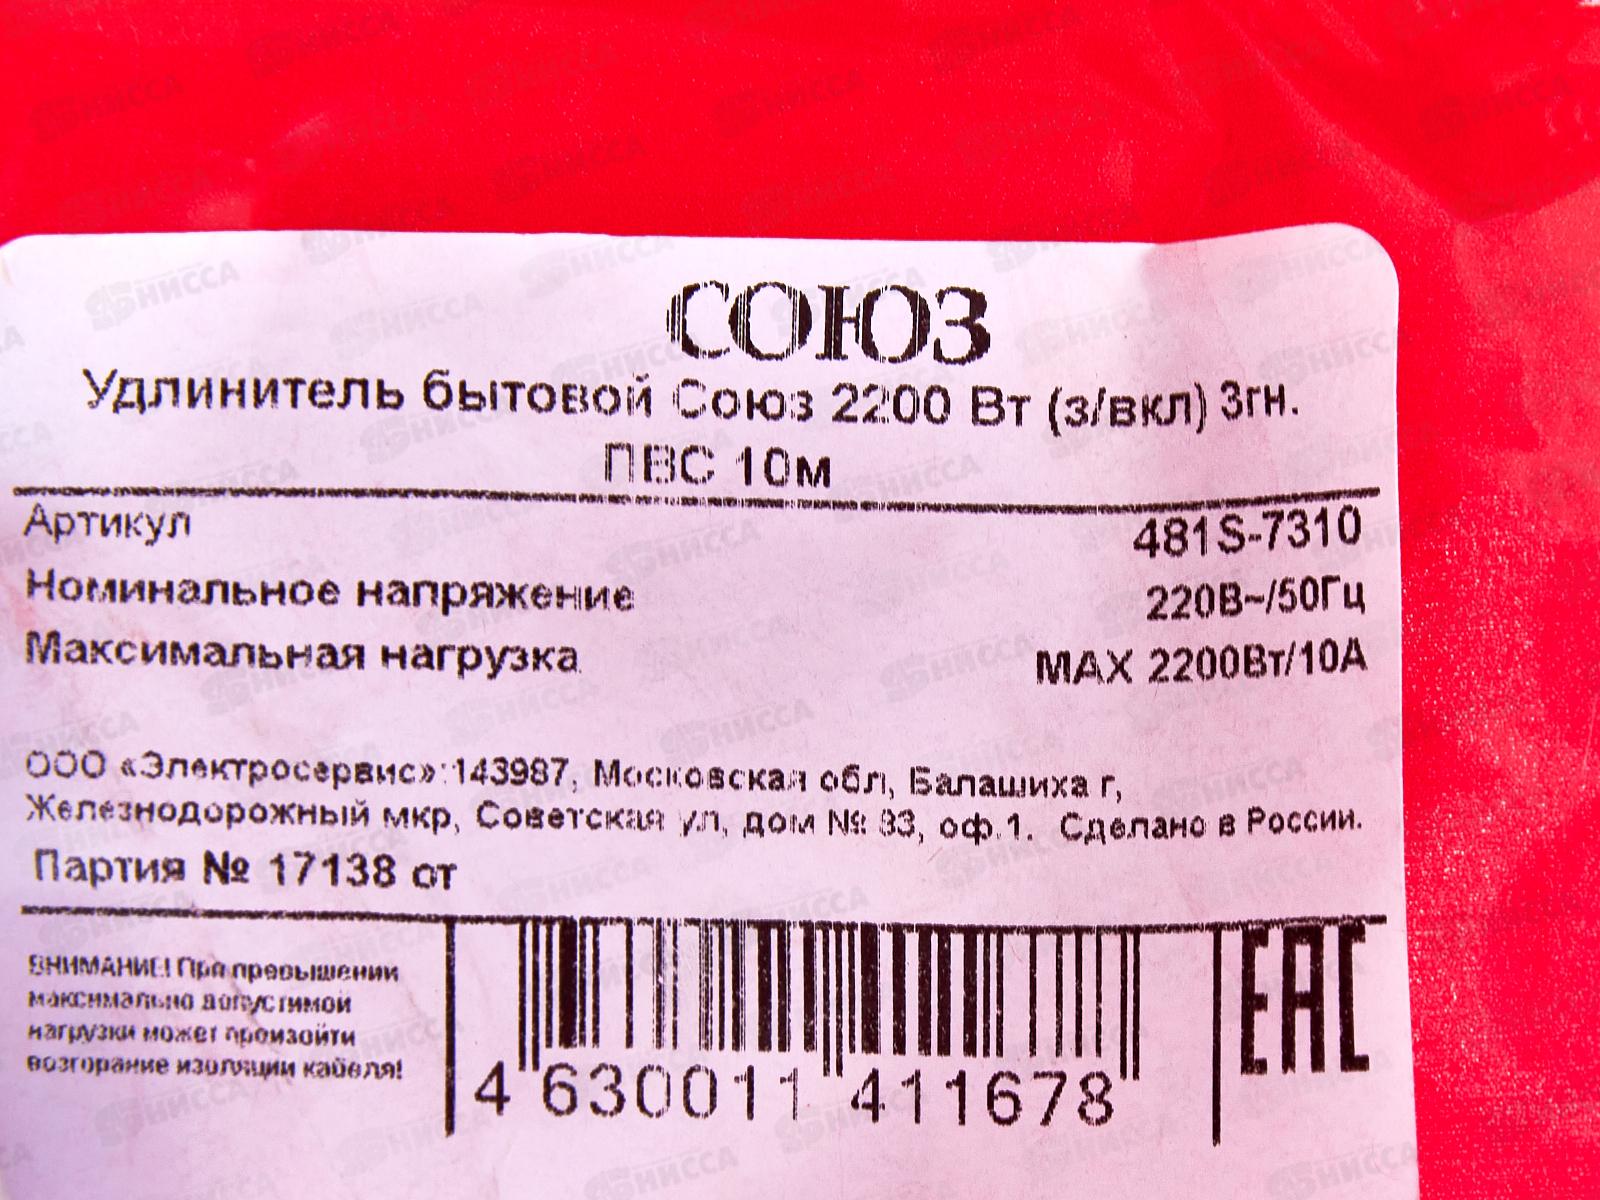 СОЮЗ
Удлинитель бытовой Союз 2200 Вт (з/вкл) 3гн.
ПВС 10м
Артикул 481S-7310
Номинальное напряжение 220В~/50Гц
Максимальная нагрузка MAX 2200Вт/10А
ООО «Электросервис»: 143987, Московская обл, Балашиха г,
Железнодорожный мкр, Советская ул, дом № 83, оф.1. Сделано в России.
Партия № 17138 от
ВНИМАНИЕ! При превышении
максимально допустимой
нагрузки может произойти
возгорание изоляции кабеля!
4 630011 411678
EAC
НИССА